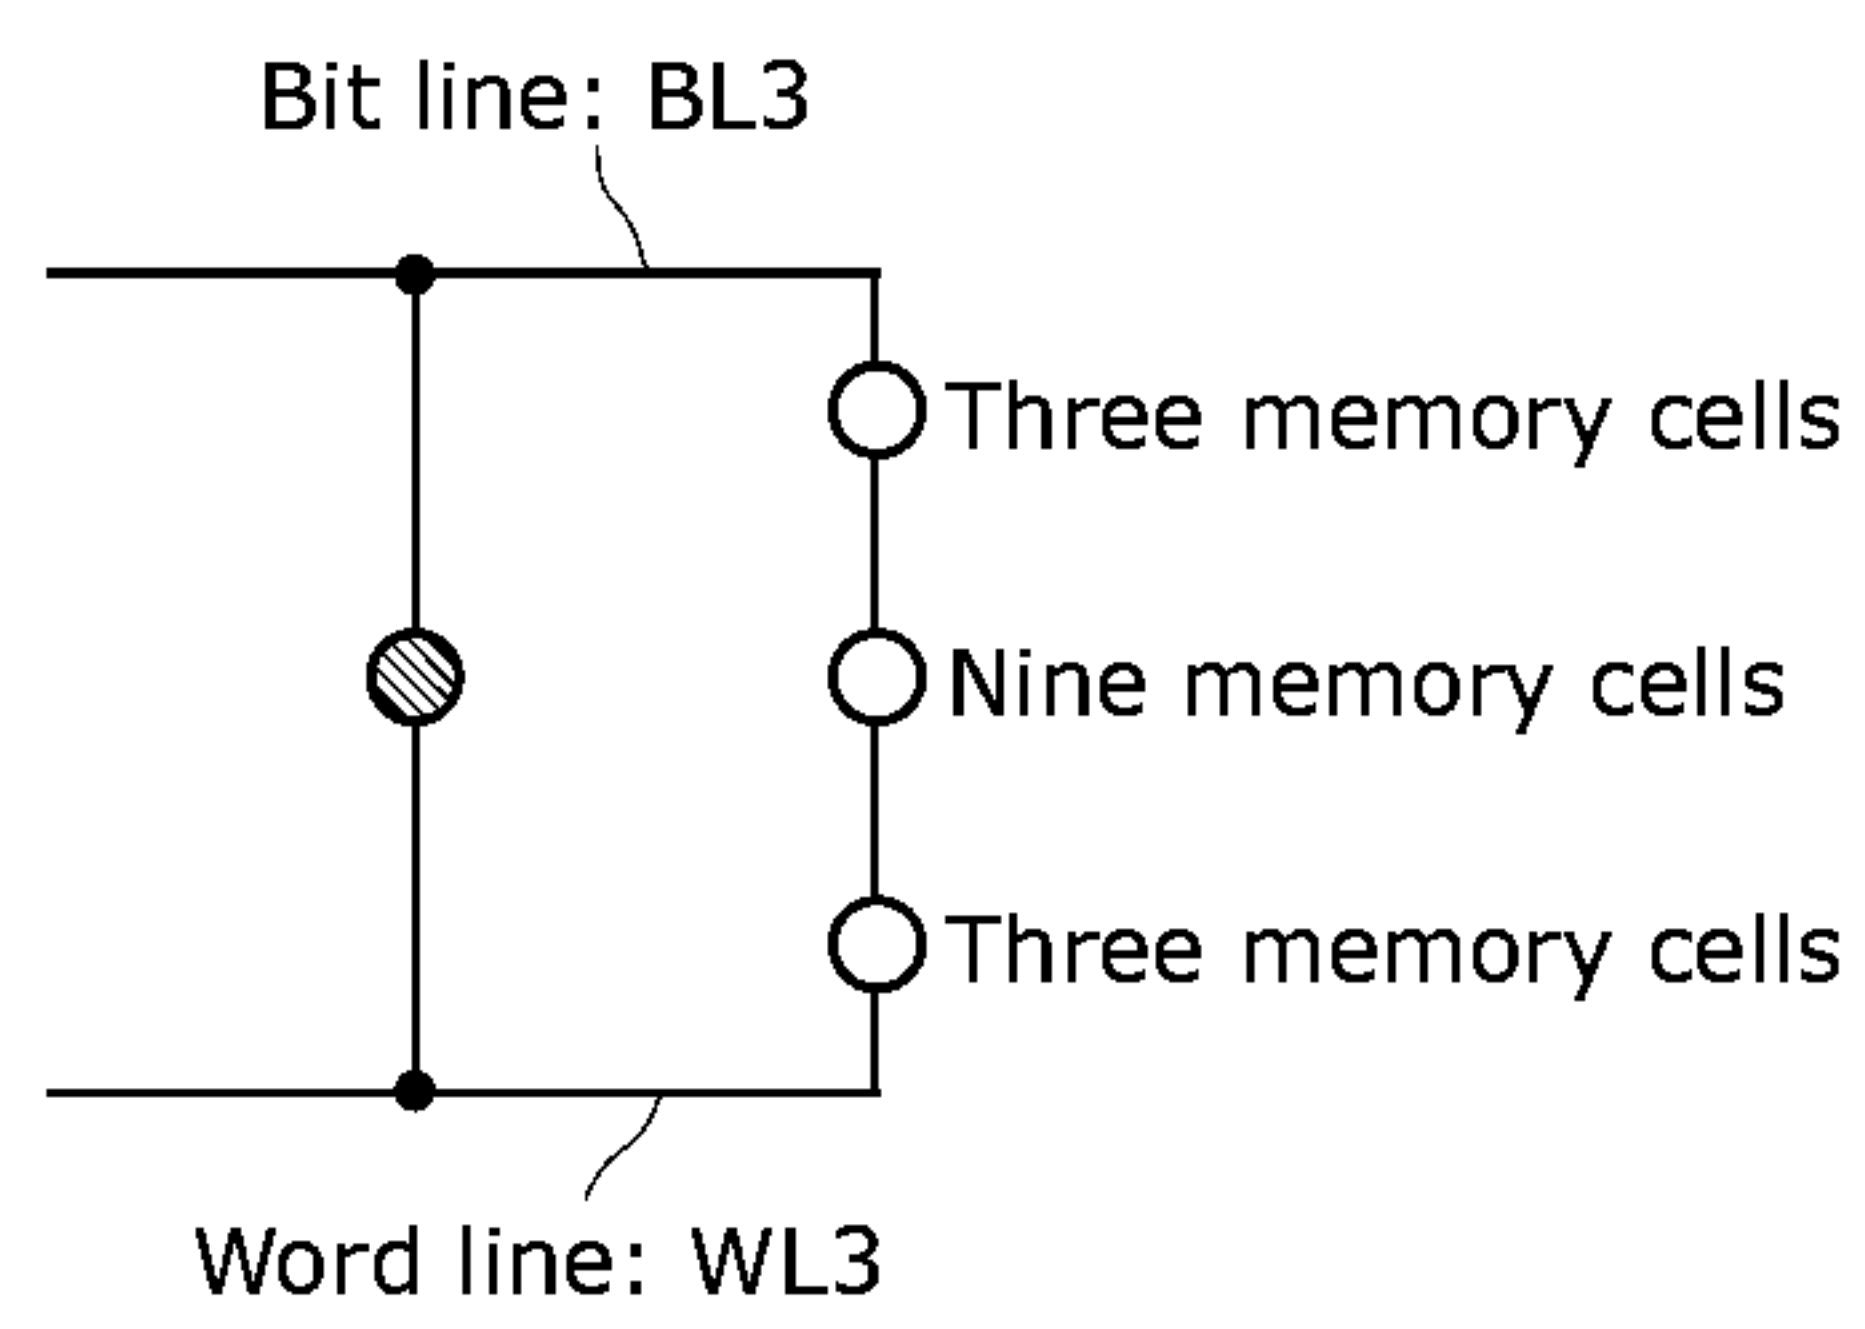 Bit line: BL3
Three memory cells
Nine memory cells
Three memory cells
Word line: WL3